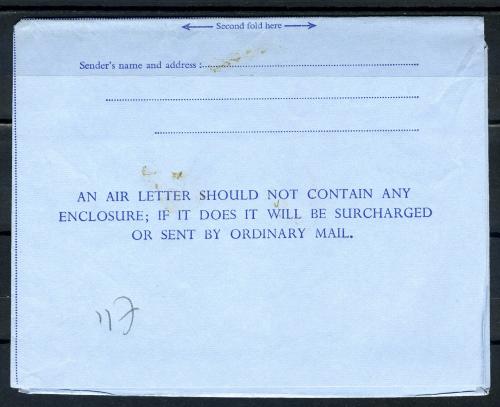 Second fold here
Sender's name and address :
AN AIR LETTER SHOULD NOT CONTAIN ANY
ENCLOSURE; IF IT DOES IT WILL BE SURCHARGED
OR SENT BY ORDINARY MAIL.